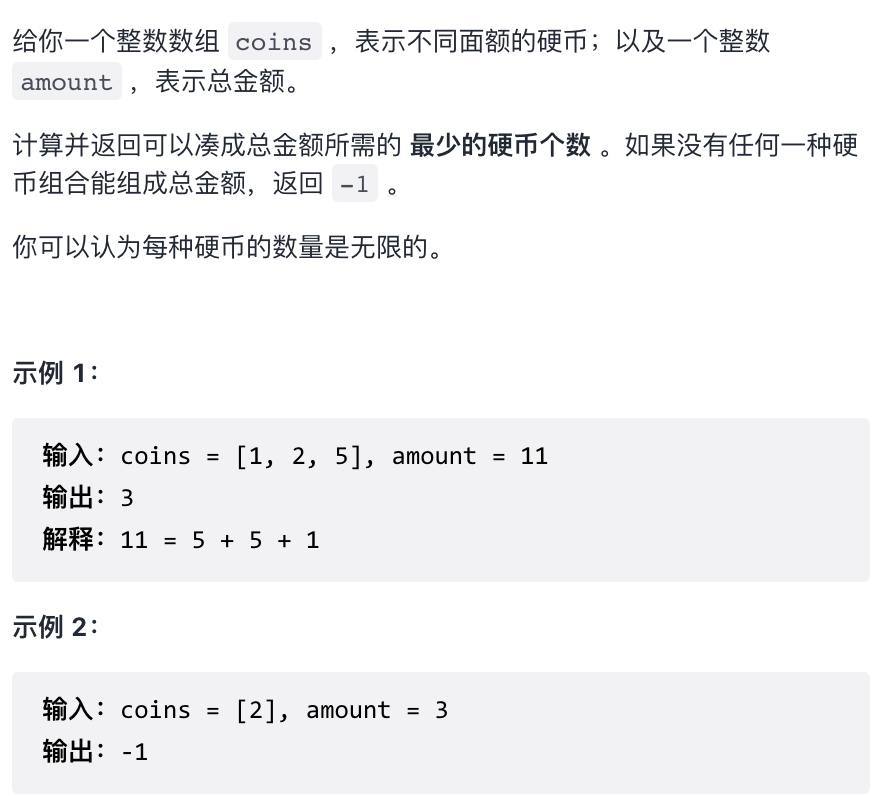 给你一个整数数组 coins ，表示不同面额的硬币；以及一个整数
amount ，表示总金额。
计算并返回可以凑成总金额所需的 最少的硬币个数 。如果没有任何一种硬
币组合能组成总金额，返回 -1 。
你可以认为每种硬币的数量是无限的。
示例 1：
输入：coins = [1, 2, 5], amount = 11
输出：3
解释：11 = 5 + 5 + 1
示例 2：
输入：coins = [2], amount = 3
输出：-1